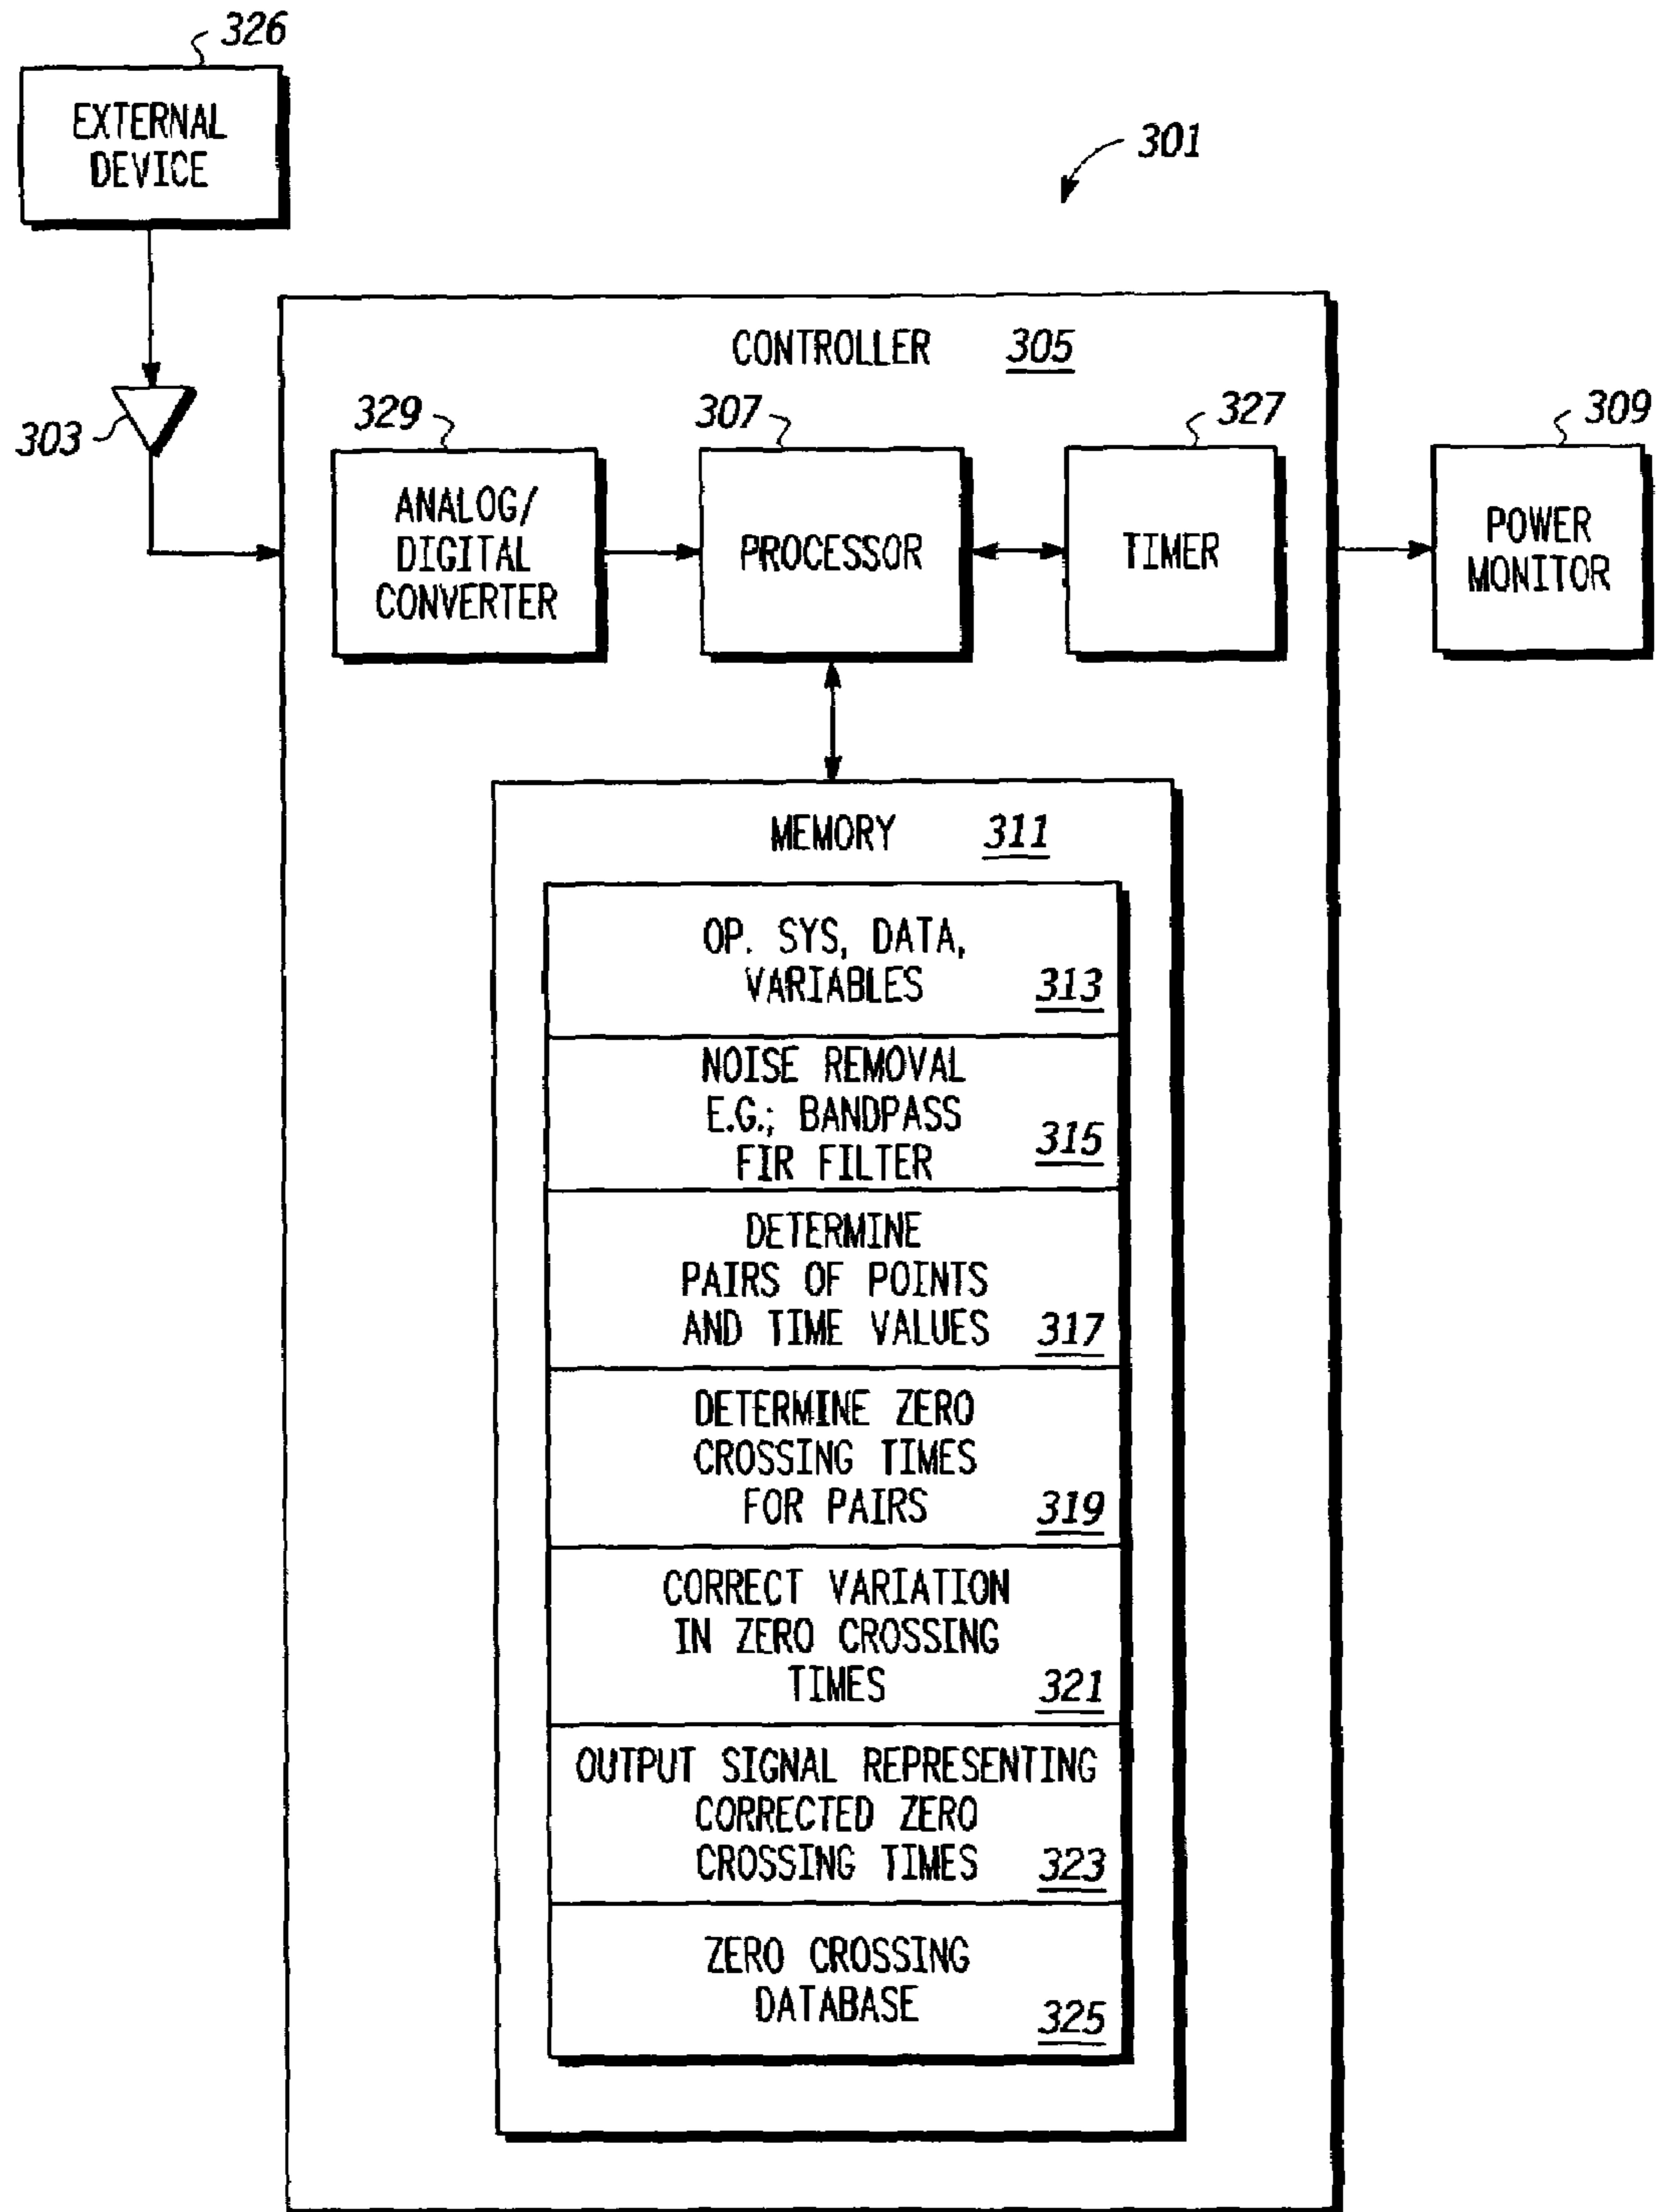 326
EXTERNAL
DEVICE
301
303
CONTROLLER 305
329
307
327
309
ANALOG/
DIGITAL
CONVERTER
PROCESSOR
TIMER
POWER
MONITOR
MEMORY 311
OP. SYS, DATA,
VARIABLES 313
NOISE REMOVAL
E.G.; BANDPASS
FIR FILTER 315
DETERMINE
PAIRS OF POINTS
AND TIME VALUES 317
DETERMINE ZERO
CROSSING TIMES
FOR PAIRS 319
CORRECT VARIATION
IN ZERO CROSSING
TIMES 321
OUTPUT SIGNAL REPRESENTING
CORRECTED ZERO
CROSSING TIMES 323
ZERO CROSSING
DATABASE 325